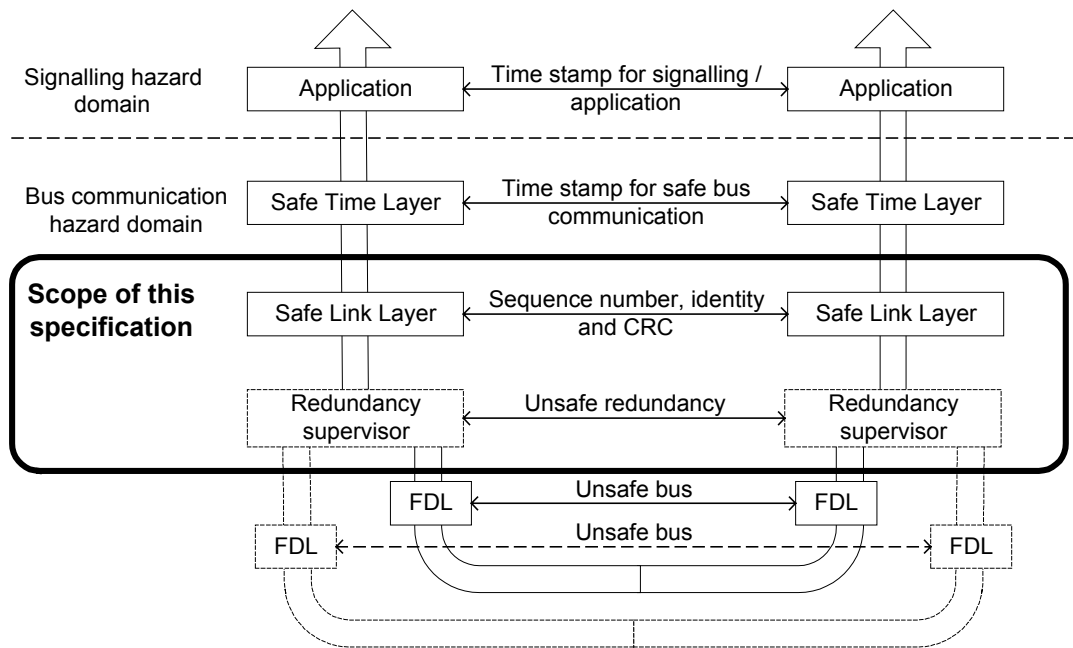 Signalling hazard
domain
Application
Time stamp for signalling /
application
Application
Bus communication
hazard domain
Safe Time Layer
Time stamp for safe bus
communication
Safe Time Layer
Scope of this
specification
Safe Link Layer
Sequence number, identity
and CRC
Safe Link Layer
Redundancy
supervisor
Unsafe redundancy
Redundancy
supervisor
FDL
Unsafe bus
FDL
FDL
Unsafe bus
FDL